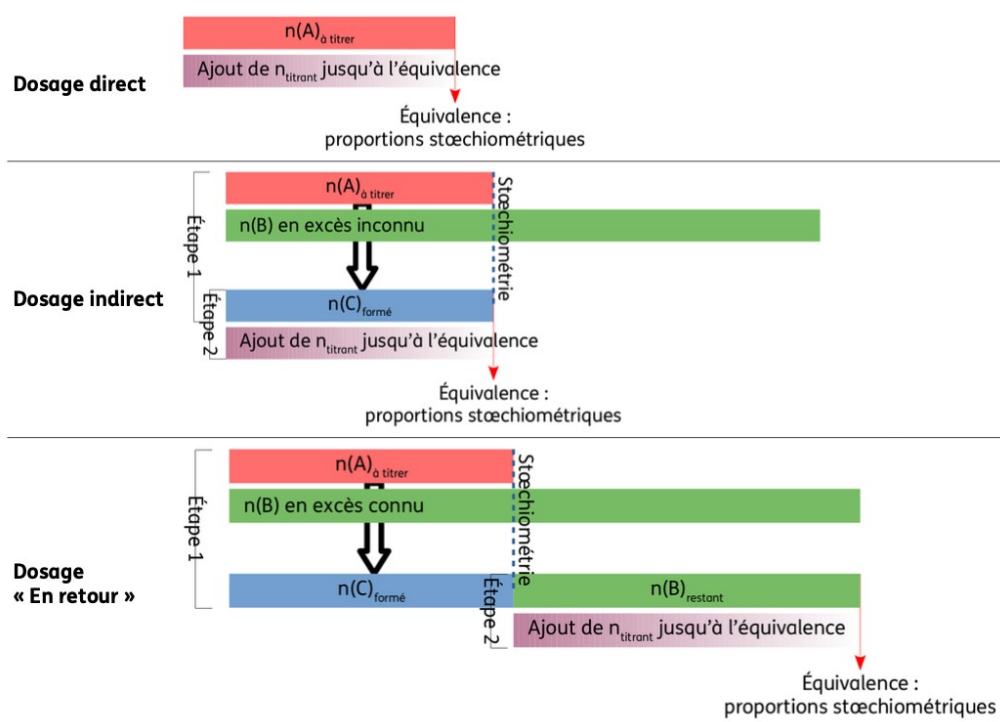 Dosage direct
n(A)à titrer
Ajout de ntitrant jusqu'à l'équivalence
Équivalence :
proportions stœchiométriques
Dosage indirect
Étape 1
n(A)à titrer
Stœchiométrie
n(B) en excès inconnu
Étape 2
n(C)formé
Ajout de ntitrant jusqu'à l'équivalence
Équivalence :
proportions stœchiométriques
Dosage
« En retour »
Étape 1
n(A)à titrer
Stœchiométrie
n(B) en excès connu
n(C)formé
Étape 2
n(B)restant
Ajout de ntitrant jusqu'à l'équivalence
Équivalence :
proportions stœchiométriques